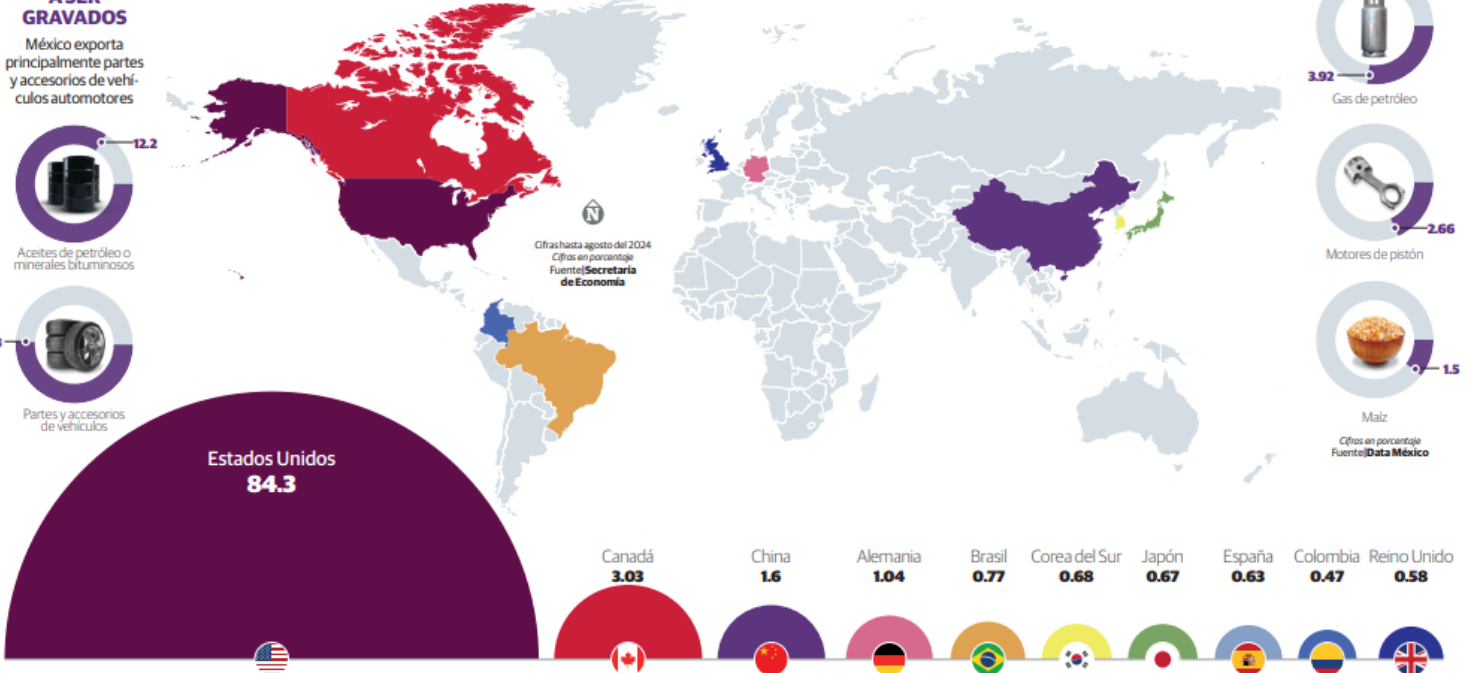 A SER
GRAVADOS
México exporta
principalmente partes
y accesorios de vehí-
culos automotores
12.2
Aceites de petróleo o
minerales bituminosos
Partes y accesorios
de vehículos
N
Cifras hasta agosto del 2024
Cifras en porcentaje
Fuente|Secretaría
de Economía
3.92
Gas de petróleo
2.66
Motores de pistón
1.5
Maíz
Cifras en porcentaje
Fuente|Data México
Estados Unidos
84.3
Canadá
3.03
China
1.6
Alemania
1.04
Brasil
0.77
Corea del Sur
0.68
Japón
0.67
España
0.63
Colombia
0.47
Reino Unido
0.58